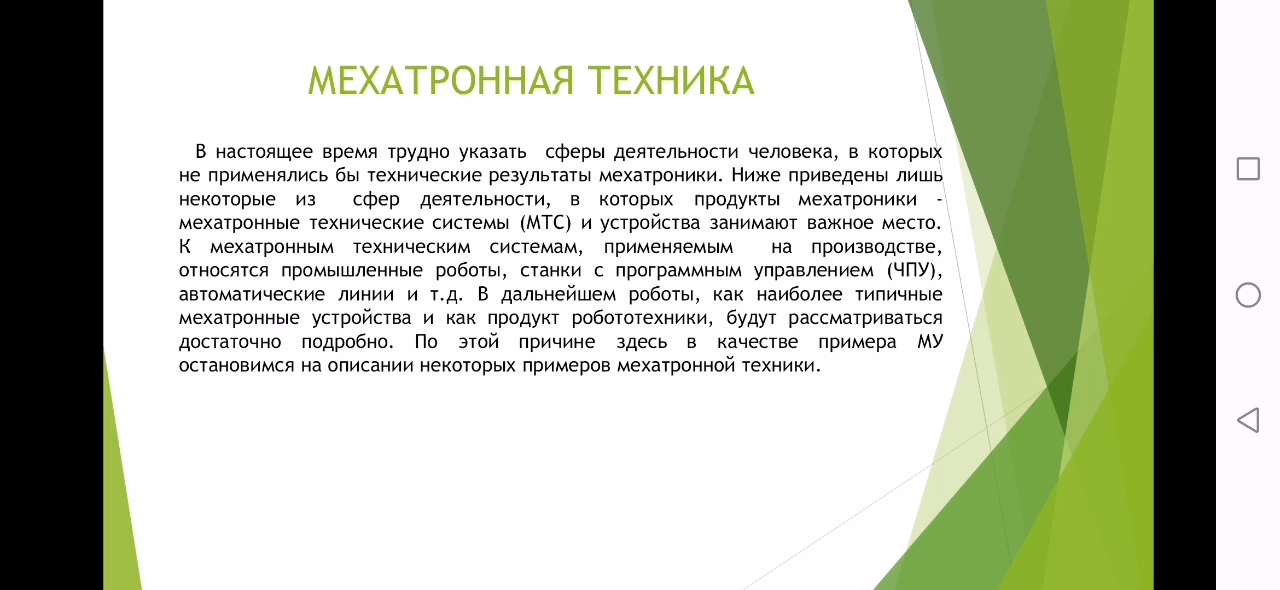 МЕХАТРОННАЯ ТЕХНИКА
В настоящее время трудно указать сферы деятельности человека, в которых
не применялись бы технические результаты мехатроники. Ниже приведены лишь
некоторые из сфер деятельности, в которых продукты мехатроники -
мехатронные технические системы (МТС) и устройства занимают важное место.
К мехатронным техническим системам, применяемым на производстве,
относятся промышленные роботы, станки с программным управлением (ЧПУ),
автоматические линии и т.д. В дальнейшем роботы, как наиболее типичные
мехатронные устройства и как продукт робототехники, будут рассматриваться
достаточно подробно. По этой причине здесь в качестве примера МУ
остановимся на описании некоторых примеров мехатронной техники.